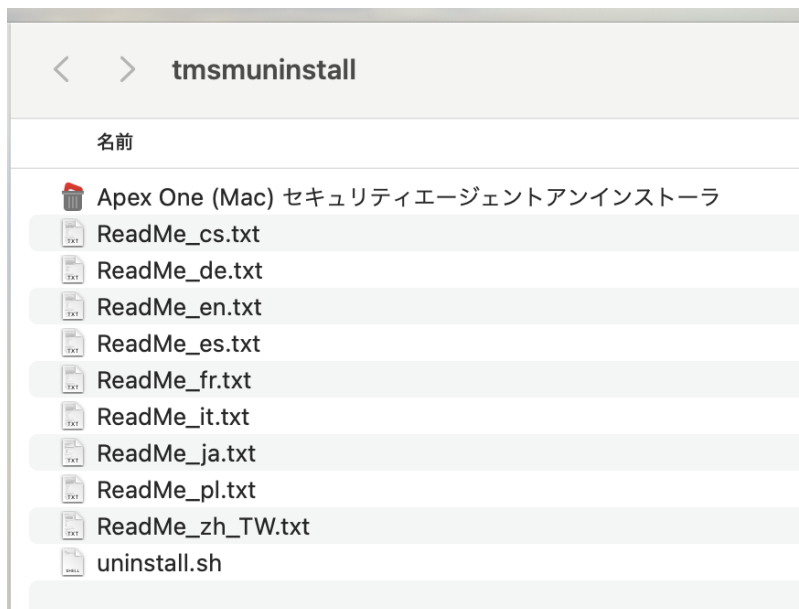 tmsmuninstall
名前
Apex One (Mac) セキュリティエージェントアンインストーラ
ReadMe_cs.txt
ReadMe_de.txt
ReadMe_en.txt
ReadMe_es.txt
ReadMe_fr.txt
ReadMe_it.txt
ReadMe_ja.txt
ReadMe_pl.txt
ReadMe_zh_TW.txt
uninstall.sh